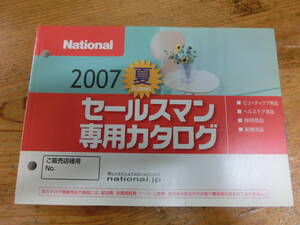 National
2007 夏
セールスマン
専用カタログ
■ ビューティケア商品
■ ヘルスケア商品
■ 照明商品
■ 配線商品
ご販売店様用
No.
national.jp